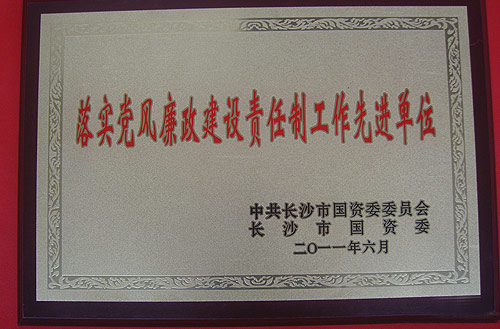 落实党风廉政建设责任制工作先进单位
中共长沙市国资委委员会
长沙市国资委
二〇一一年六月